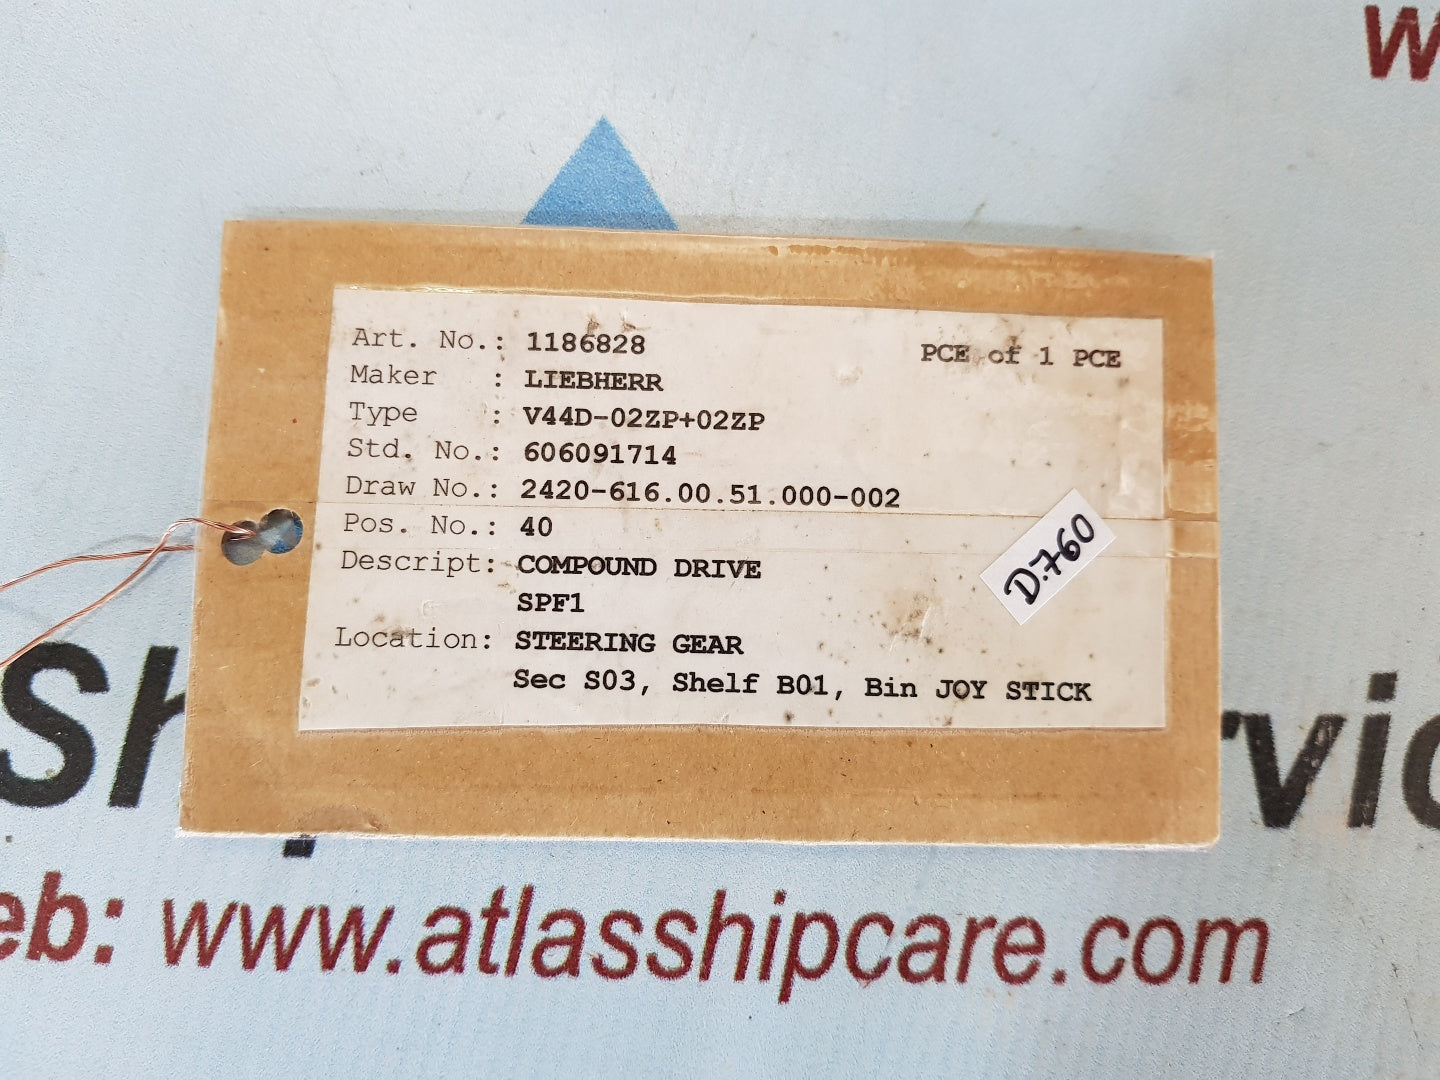 Art. No.: 1186828
PCE of 1 PCE
Maker : LIEBHERR
Type : V44D-02ZP+02ZP
Std. No.: 606091714
Draw No.: 2420-616.00.51.000-002
Pos. No.: 40
Descript: COMPOUND DRIVE
SPF1
Location: STEERING GEAR
Sec S03, Shelf B01, Bin JOY STICK
D.760
www.atlasshipcare.com